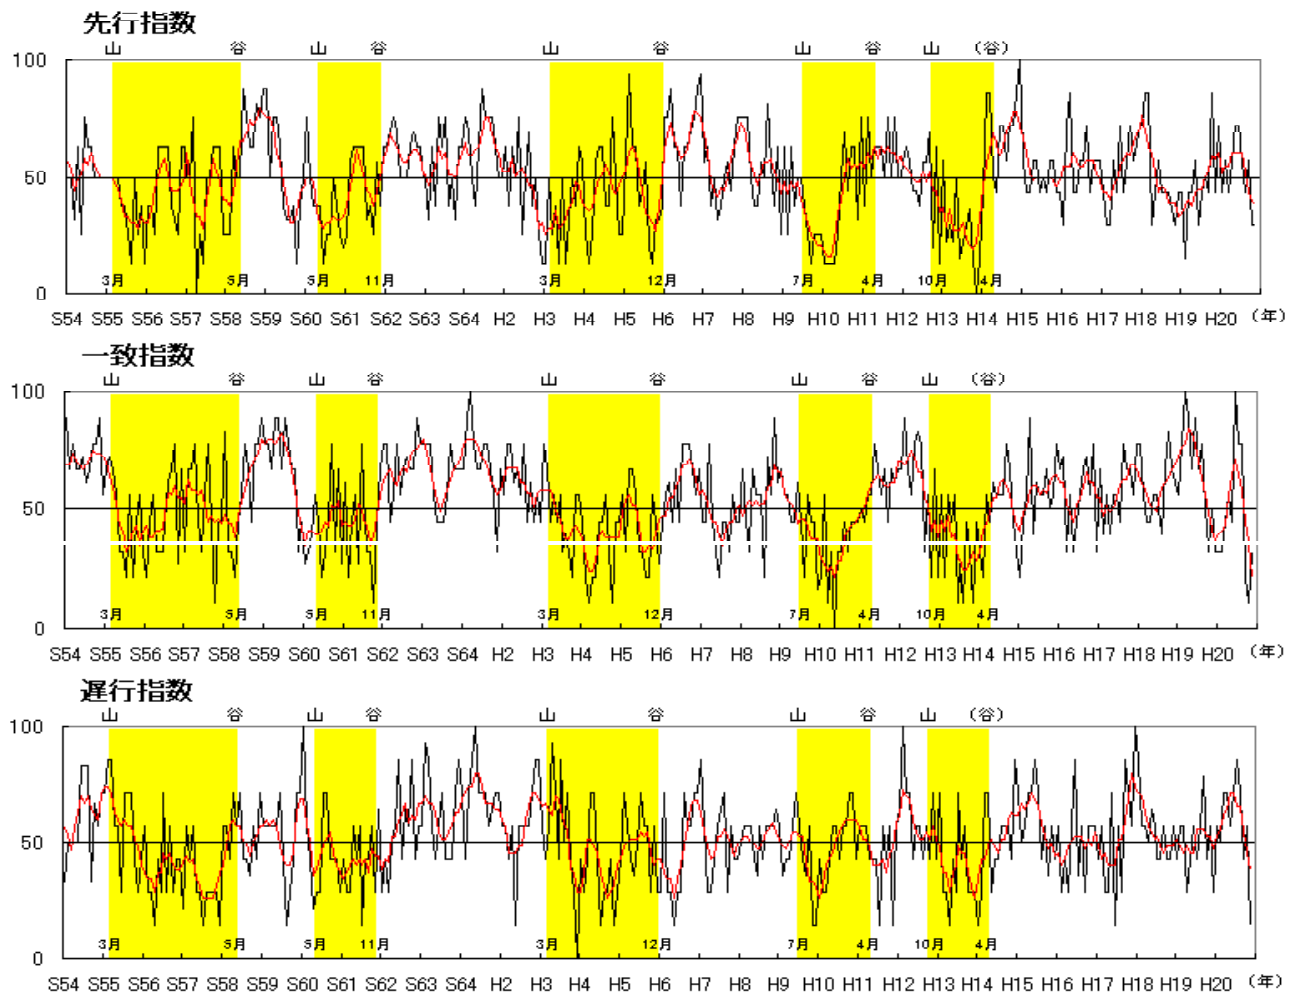 先行指数
山 谷 山 谷 山 谷 山 谷 山 (谷)
100
50
0
3月 5月 5月 11月 3月 12月 7月 4月 10月 4月
S54 S55 S56 S57 S58 S59 S60 S61 S62 S63 S64 H2 H3 H4 H5 H6 H7 H8 H9 H10 H11 H12 H13 H14 H15 H16 H17 H18 H19 H20 (年)
一致指数
山 谷 山 谷 山 谷 山 谷 山 (谷)
100
50
0
3月 5月 5月 11月 3月 12月 7月 4月 10月 4月
S54 S55 S56 S57 S58 S59 S60 S61 S62 S63 S64 H2 H3 H4 H5 H6 H7 H8 H9 H10 H11 H12 H13 H14 H15 H16 H17 H18 H19 H20 (年)
遅行指数
山 谷 山 谷 山 谷 山 谷 山 (谷)
100
50
0
3月 5月 5月 11月 3月 12月 7月 4月 10月 4月
S54 S55 S56 S57 S58 S59 S60 S61 S62 S63 S64 H2 H3 H4 H5 H6 H7 H8 H9 H10 H11 H12 H13 H14 H15 H16 H17 H18 H19 H20 (年)